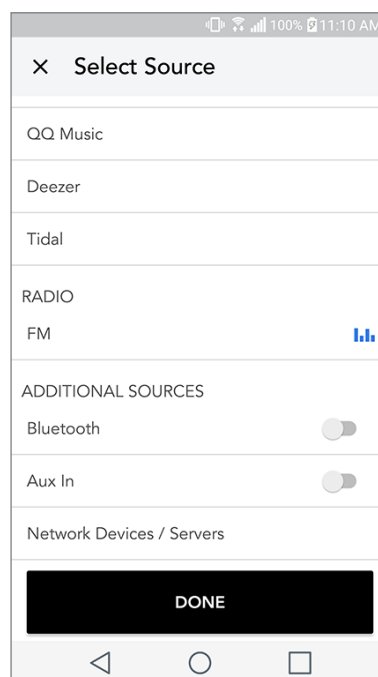 100% 11:10 AM
Select Source
QQ Music
Deezer
Tidal
RADIO
FM
ADDITIONAL SOURCES
Bluetooth
Aux In
Network Devices / Servers
DONE